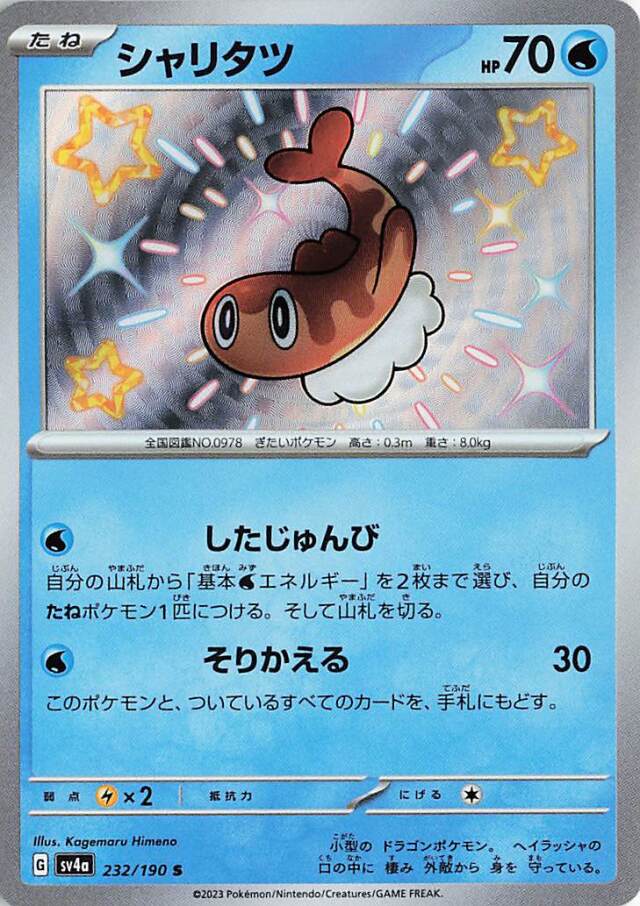 たね シャリタツ HP70
全国図鑑NO.0978 ぎたいポケモン 高さ:0.3m 重さ:8.0kg
したじゅんび
自分の山札から「基本エネルギー」を2枚まで選び、自分の
たねポケモン1匹につける。そして山札を切る。
そりかえる 30
このポケモンと、ついているすべてのカードを、手札にもどす。
弱点 ×2 抵抗力 にげる
Illus. Kagemaru Himeno
小型の ドラゴンポケモン。 ヘイラッシャの
口の中に 棲み 外敵から 身を 守っている。
G sv4a 232/190 S
©2023 Pokémon/Nintendo/Creatures/GAME FREAK.